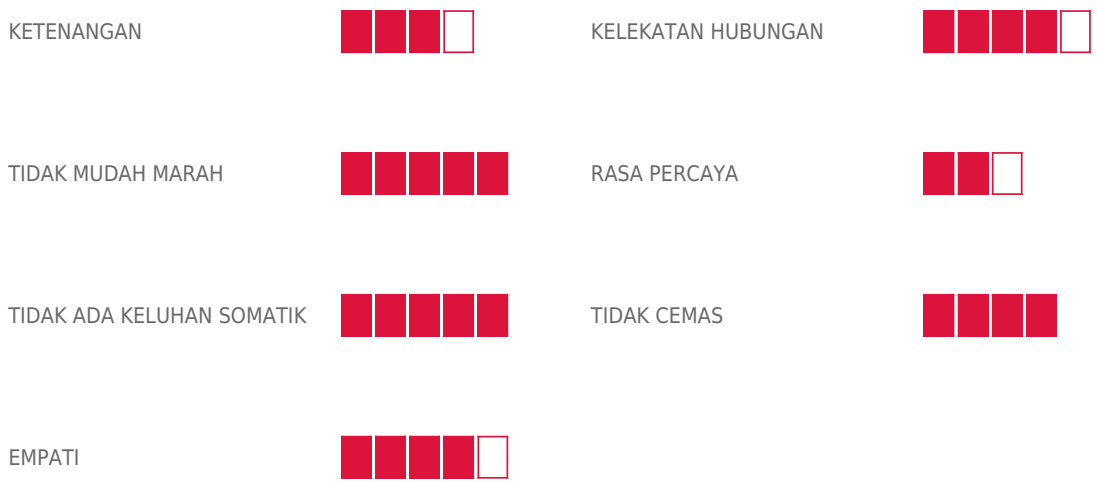 KETENANGAN
KELEKATAN HUBUNGAN
TIDAK MUDAH MARAH
RASA PERCAYA
TIDAK ADA KELUHAN SOMATIK
TIDAK CEMAS
EMPATI